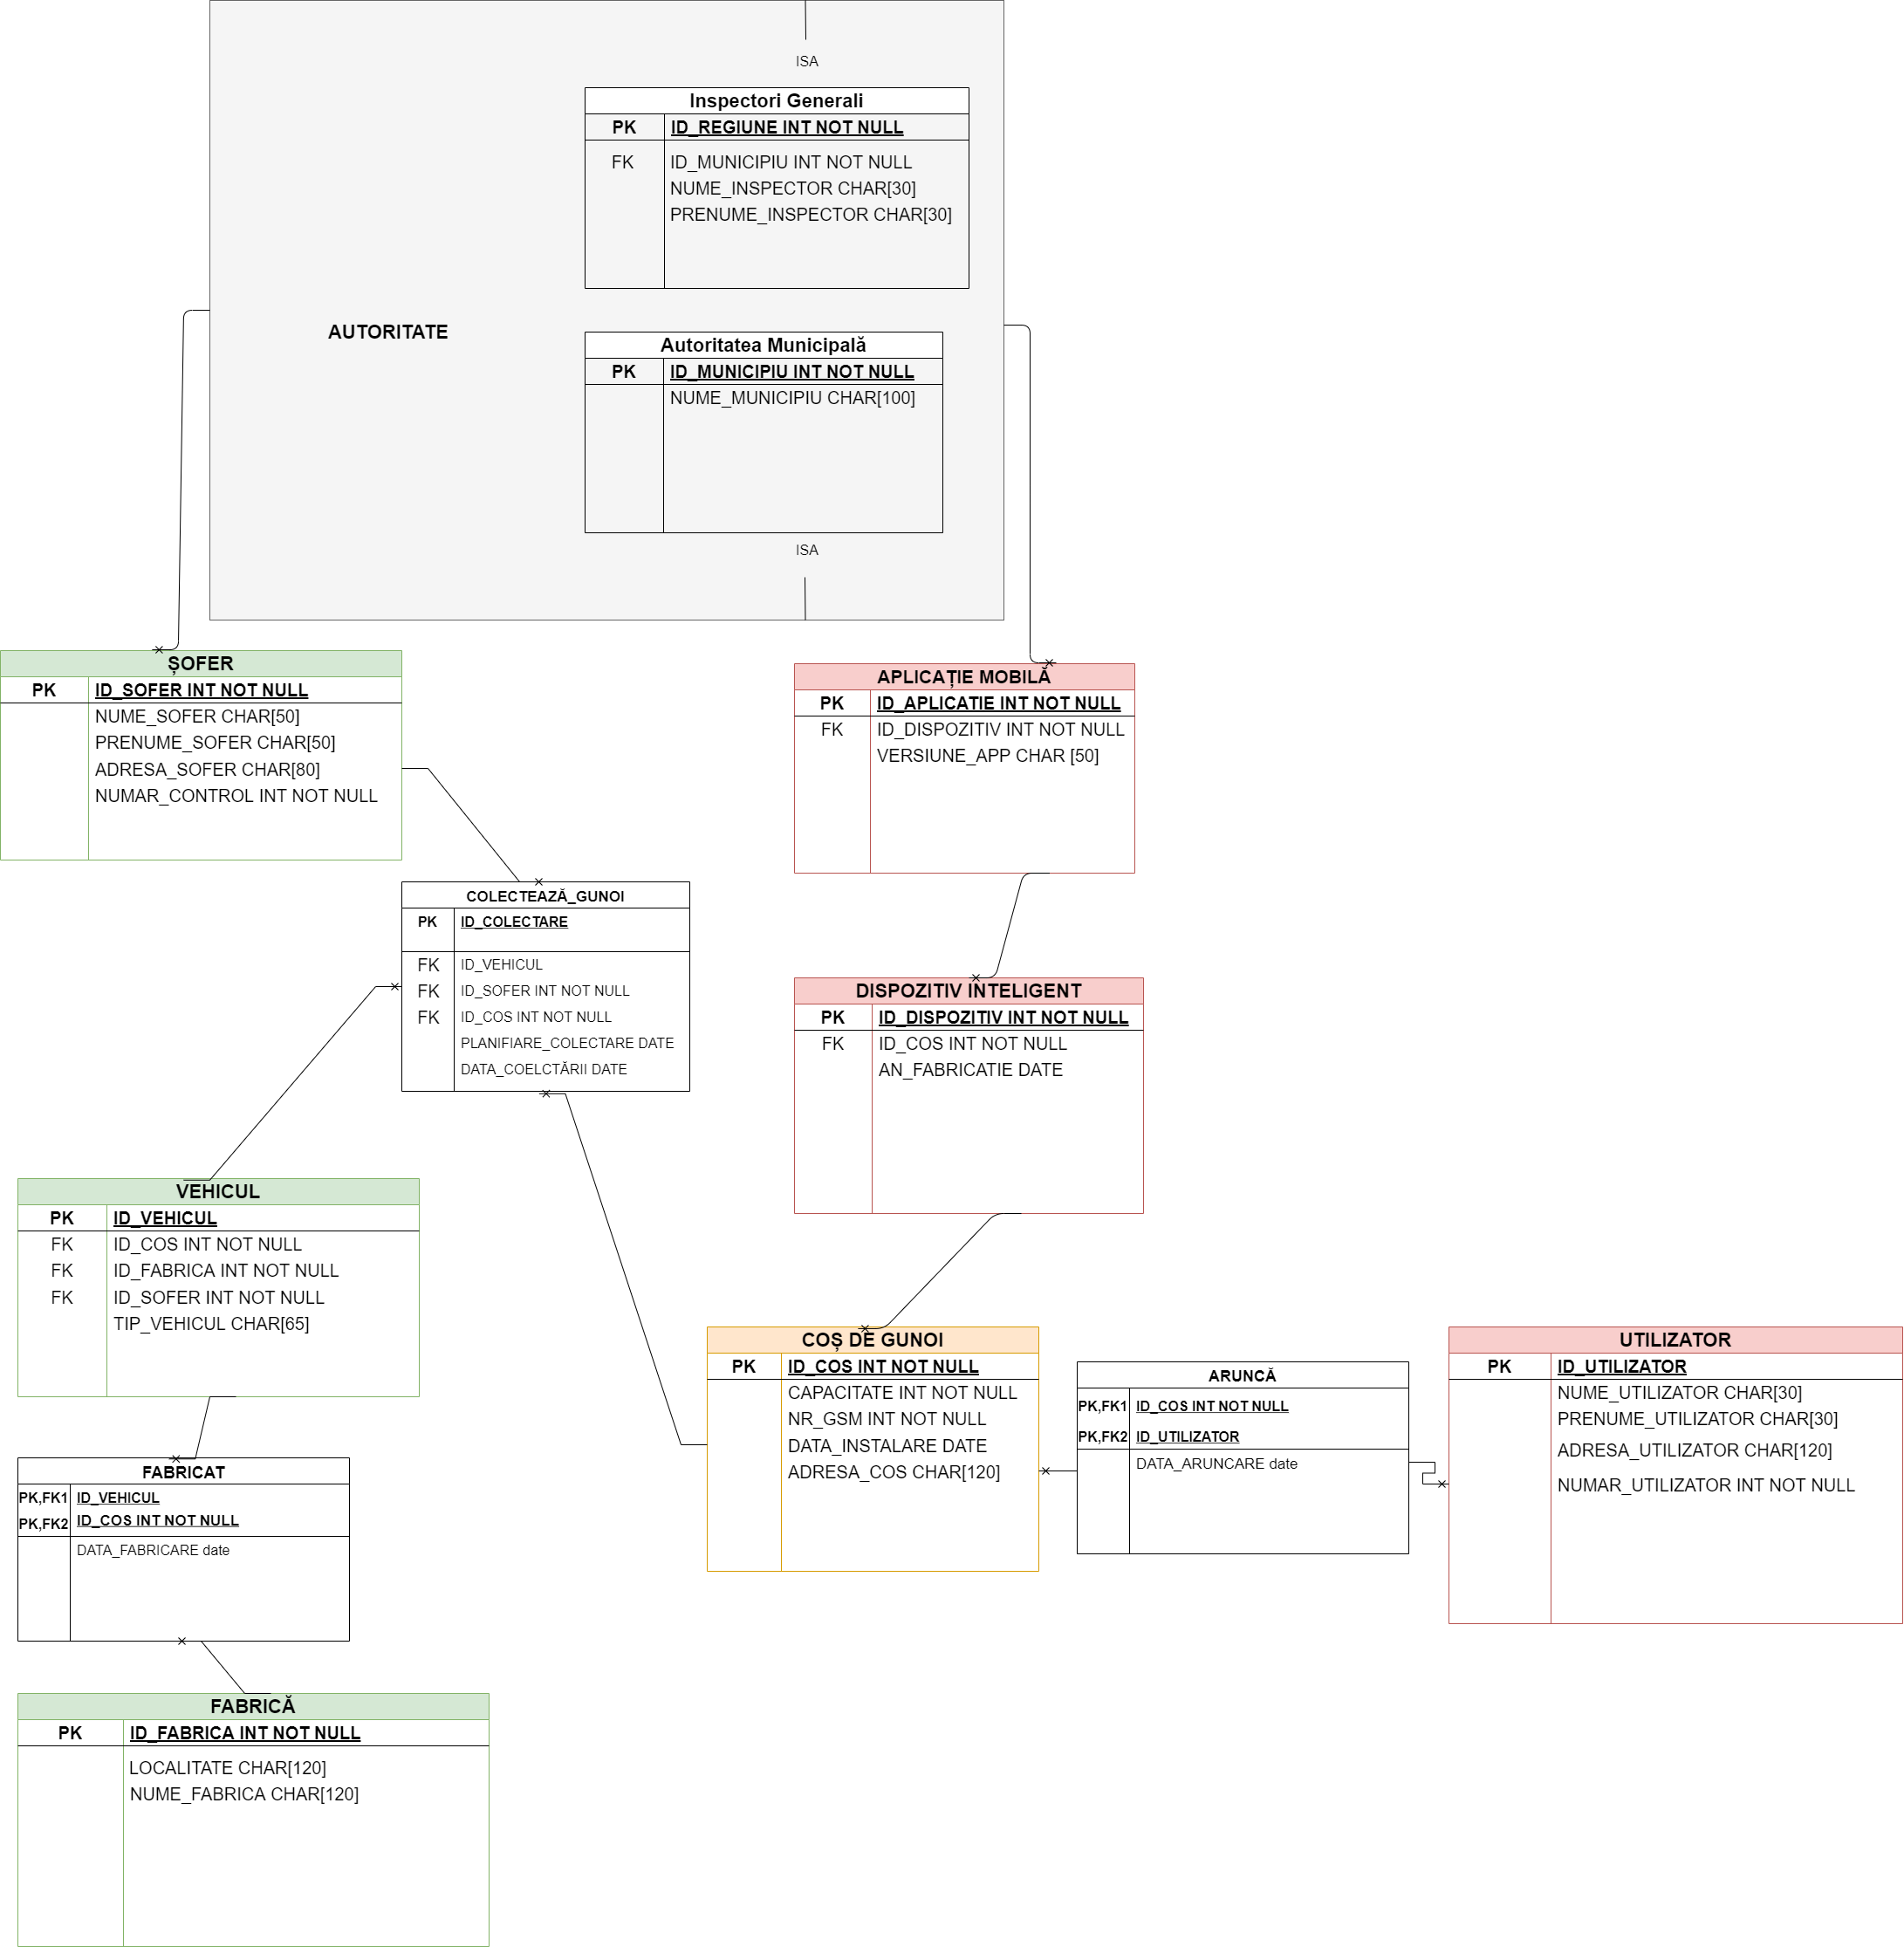 ISA
Inspectori Generali
PK ID_REGIUNE INT NOT NULL
FK ID_MUNICIPIU INT NOT NULL
NUME_INSPECTOR CHAR[30]
PRENUME_INSPECTOR CHAR[30]
AUTORITATE
Autoritatea Municipală
PK ID_MUNICIPIU INT NOT NULL
NUME_MUNICIPIU CHAR[100]
ISA
ȘOFER
PK ID_SOFER INT NOT NULL
NUME_SOFER CHAR[50]
PRENUME_SOFER CHAR[50]
ADRESA_SOFER CHAR[80]
NUMAR_CONTROL INT NOT NULL
APLICAȚIE MOBILĂ
PK ID_APLICATIE INT NOT NULL
FK ID_DISPOZITIV INT NOT NULL
VERSIUNE_APP CHAR [50]
COLECTEAZĂ_GUNOI
PK ID_COLECTARE
FK ID_VEHICUL
FK ID_SOFER INT NOT NULL
FK ID_COS INT NOT NULL
PLANIFIARE_COLECTARE DATE
DATA_COELCTĂRII DATE
DISPOZITIV INTELIGENT
PK ID_DISPOZITIV INT NOT NULL
FK ID_COS INT NOT NULL
AN_FABRICATIE DATE
VEHICUL
PK ID_VEHICUL
FK ID_COS INT NOT NULL
FK ID_FABRICA INT NOT NULL
FK ID_SOFER INT NOT NULL
TIP_VEHICUL CHAR[65]
COȘ DE GUNOI
PK ID_COS INT NOT NULL
CAPACITATE INT NOT NULL
NR_GSM INT NOT NULL
DATA_INSTALARE DATE
ADRESA_COS CHAR[120]
ARUNCĂ
PK,FK1 ID_COS INT NOT NULL
PK,FK2 ID_UTILIZATOR
DATA_ARUNCARE date
UTILIZATOR
PK ID_UTILIZATOR
NUME_UTILIZATOR CHAR[30]
PRENUME_UTILIZATOR CHAR[30]
ADRESA_UTILIZATOR CHAR[120]
NUMAR_UTILIZATOR INT NOT NULL
FABRICAT
PK,FK1 ID_VEHICUL
PK,FK2 ID_COS INT NOT NULL
DATA_FABRICARE date
FABRICĂ
PK ID_FABRICA INT NOT NULL
LOCALITATE CHAR[120]
NUME_FABRICA CHAR[120]